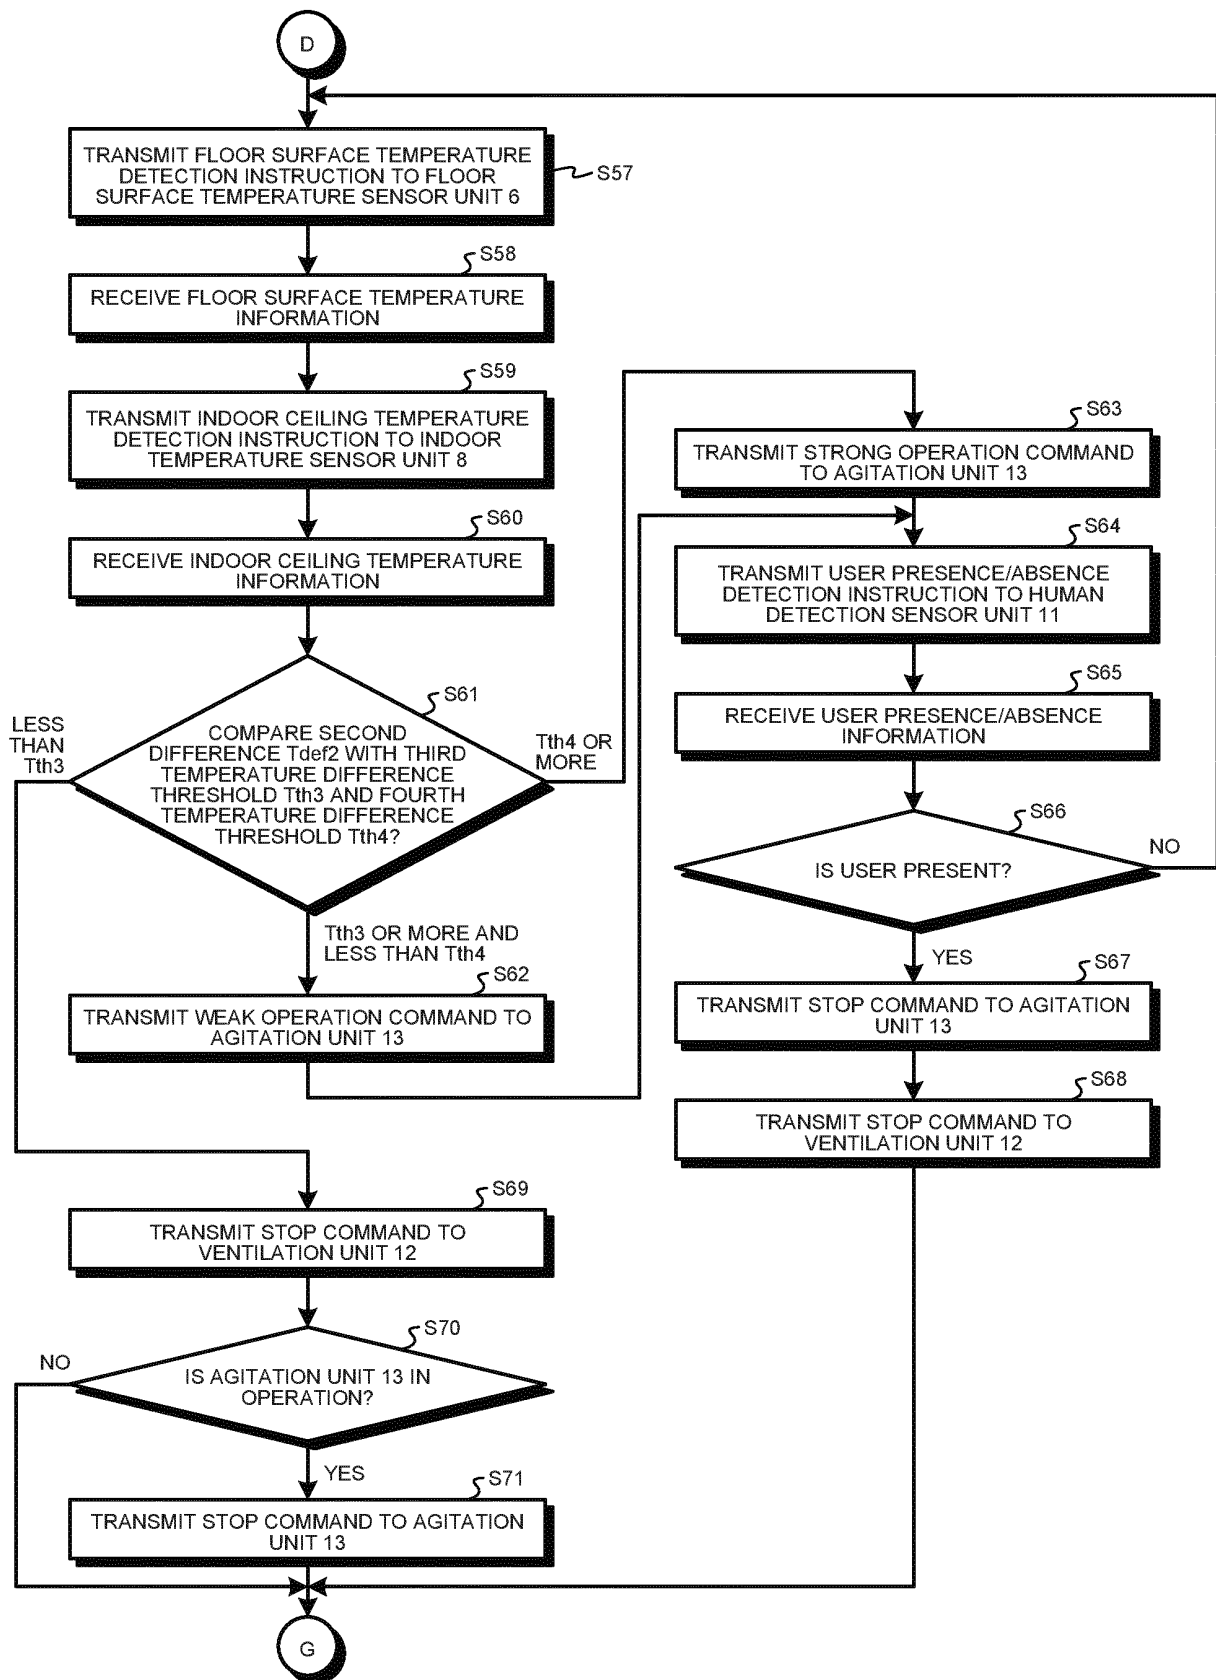 D
TRANSMIT FLOOR SURFACE TEMPERATURE
DETECTION INSTRUCTION TO FLOOR
SURFACE TEMPERATURE SENSOR UNIT 6
S57
S58
RECEIVE FLOOR SURFACE TEMPERATURE
INFORMATION
S59
TRANSMIT INDOOR CEILING TEMPERATURE
DETECTION INSTRUCTION TO INDOOR
TEMPERATURE SENSOR UNIT 8
S60
RECEIVE INDOOR CEILING TEMPERATURE
INFORMATION
S61
COMPARE SECOND
DIFFERENCE Tdef2 WITH THIRD
TEMPERATURE DIFFERENCE
THRESHOLD Tth3 AND FOURTH
TEMPERATURE DIFFERENCE
THRESHOLD Tth4?
LESS
THAN
Tth3
Tth4 OR
MORE
Tth3 OR MORE AND
LESS THAN Tth4
S62
TRANSMIT WEAK OPERATION COMMAND TO
AGITATION UNIT 13
S63
TRANSMIT STRONG OPERATION COMMAND
TO AGITATION UNIT 13
S64
TRANSMIT USER PRESENCE/ABSENCE
DETECTION INSTRUCTION TO HUMAN
DETECTION SENSOR UNIT 11
S65
RECEIVE USER PRESENCE/ABSENCE
INFORMATION
S66
IS USER PRESENT?
NO
YES
S67
TRANSMIT STOP COMMAND TO AGITATION
UNIT 13
S68
TRANSMIT STOP COMMAND TO
VENTILATION UNIT 12
S69
TRANSMIT STOP COMMAND TO
VENTILATION UNIT 12
S70
IS AGITATION UNIT 13 IN
OPERATION?
NO
YES
S71
TRANSMIT STOP COMMAND TO AGITATION
UNIT 13
G